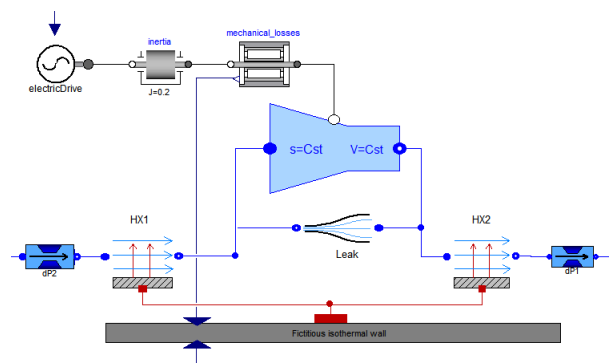 mechanical_losses
inertia
electricDrive
J=0.2
s=Cst
V=Cst
HX1
HX2
Leak
dP2
dP1
Fictitious isothermal wall